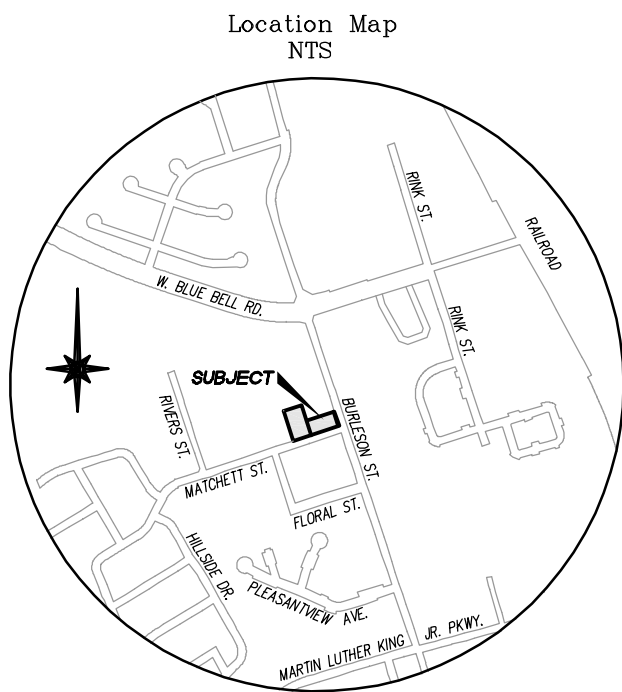 Location Map
NTS
RINK ST.
RAILROAD
W. BLUE BELL RD.
RINK ST.
SUBJECT
RIVERS ST.
BURLESON ST.
MATCHETT ST.
FLORAL ST.
HILLSIDE DR.
PLEASANTVIEW AVE.
MARTIN LUTHER KING JR. PKWY.